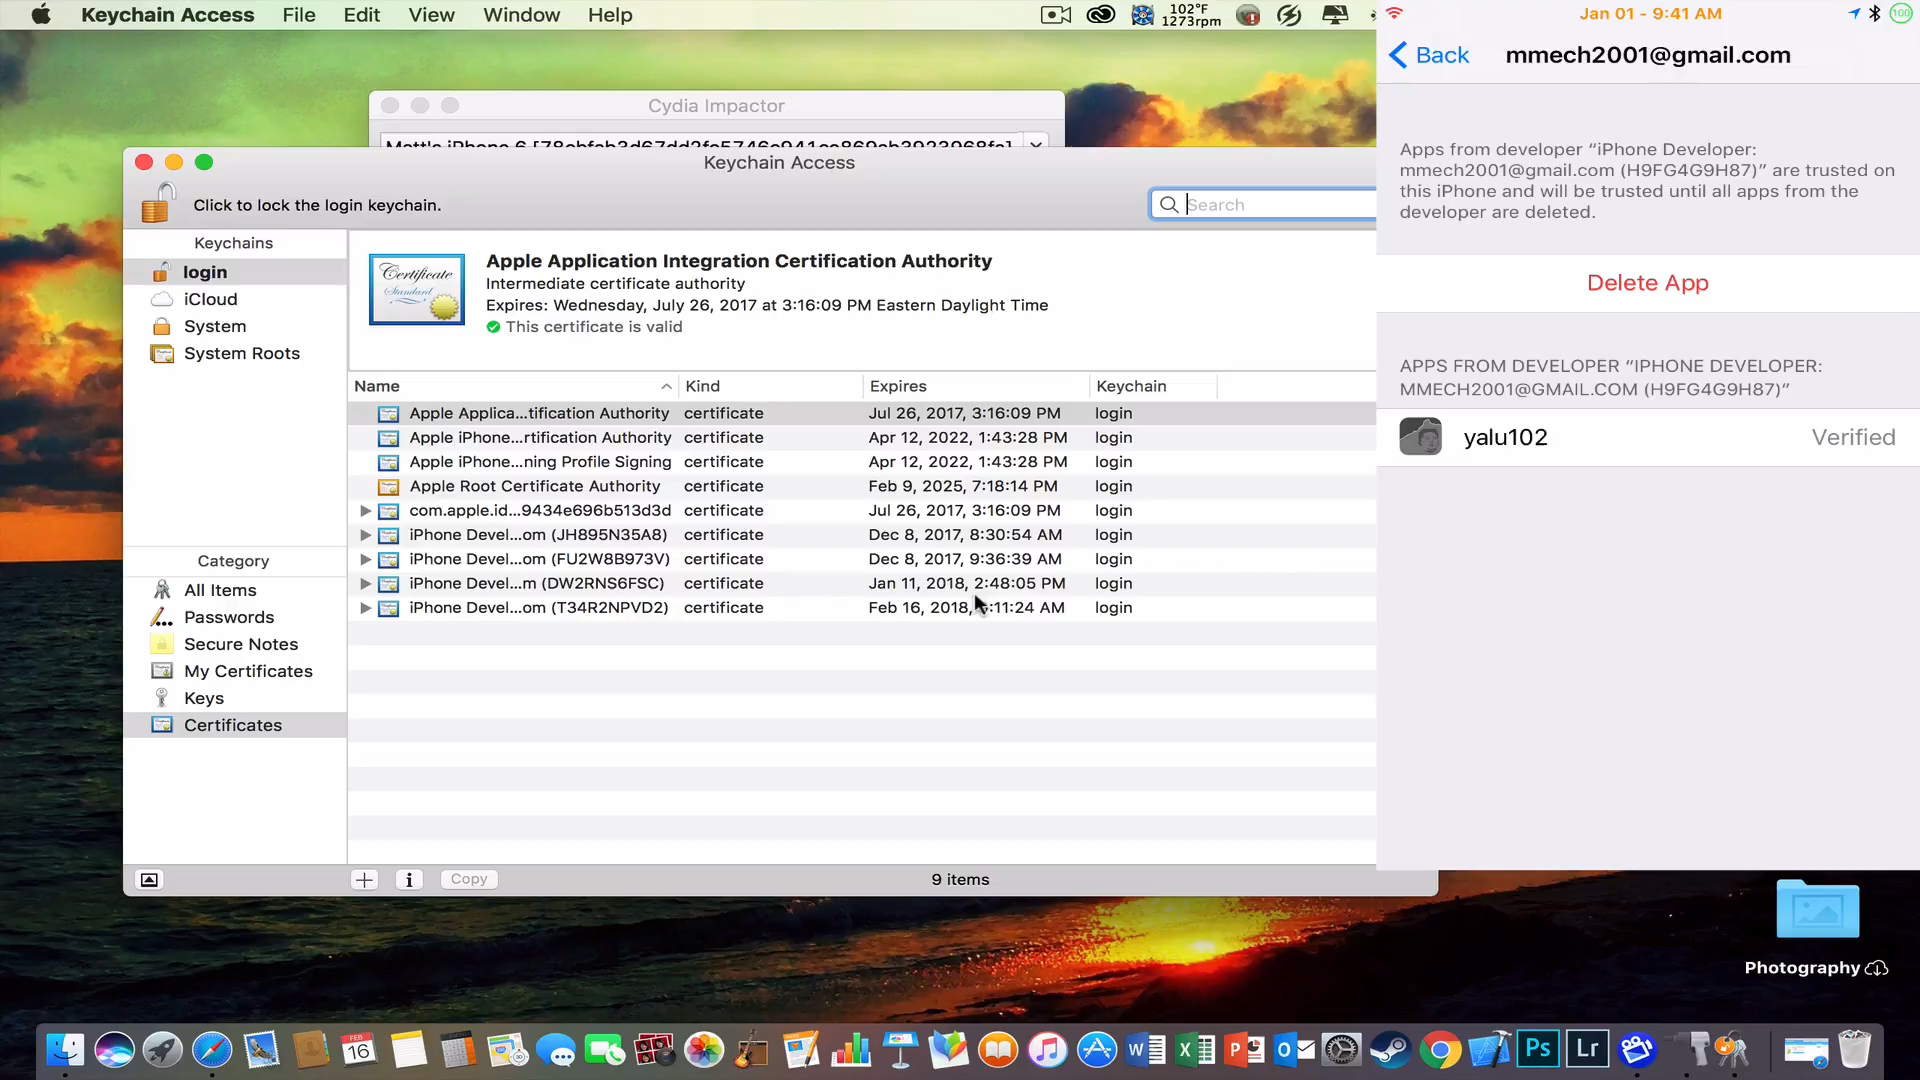 Keychain Access File Edit View Window Help
102°F
1273rpm
Jan 01 - 9:41 AM
100
Back
mmech2001@gmail.com
Apps from developer “iPhone Developer:
mmech2001@gmail.com (H9FG4G9H87)” are trusted on
this iPhone and will be trusted until all apps from the
developer are deleted.
Delete App
APPS FROM DEVELOPER “IPHONE DEVELOPER:
MMECH2001@GMAIL.COM (H9FG4G9H87)”
yalu102 Verified
Cydia Impactor
Keychain Access
Click to lock the login keychain.
Search
Keychains
login
iCloud
System
System Roots
Category
All Items
Passwords
Secure Notes
My Certificates
Keys
Certificates
Certificate
Standard
Apple Application Integration Certification Authority
Intermediate certificate authority
Expires: Wednesday, July 26, 2017 at 3:16:09 PM Eastern Daylight Time
This certificate is valid
Name Kind Expires Keychain
Apple Applica...tification Authority certificate Jul 26, 2017, 3:16:09 PM login
Apple iPhone...rtification Authority certificate Apr 12, 2022, 1:43:28 PM login
Apple iPhone...ning Profile Signing certificate Apr 12, 2022, 1:43:28 PM login
Apple Root Certificate Authority certificate Feb 9, 2025, 7:18:14 PM login
com.apple.id...9434e696b513d3d certificate Jul 26, 2017, 3:16:09 PM login
iPhone Devel...om (JH895N35A8) certificate Dec 8, 2017, 8:30:54 AM login
iPhone Devel...om (FU2W8B973V) certificate Dec 8, 2017, 9:36:39 AM login
iPhone Devel...m (DW2RNS6FSC) certificate Jan 11, 2018, 2:48:05 PM login
iPhone Devel...om (T34R2NPVD2) certificate Feb 16, 2018, :11:24 AM login
Copy
9 items
Photography
FEB
16
Ps
Lr